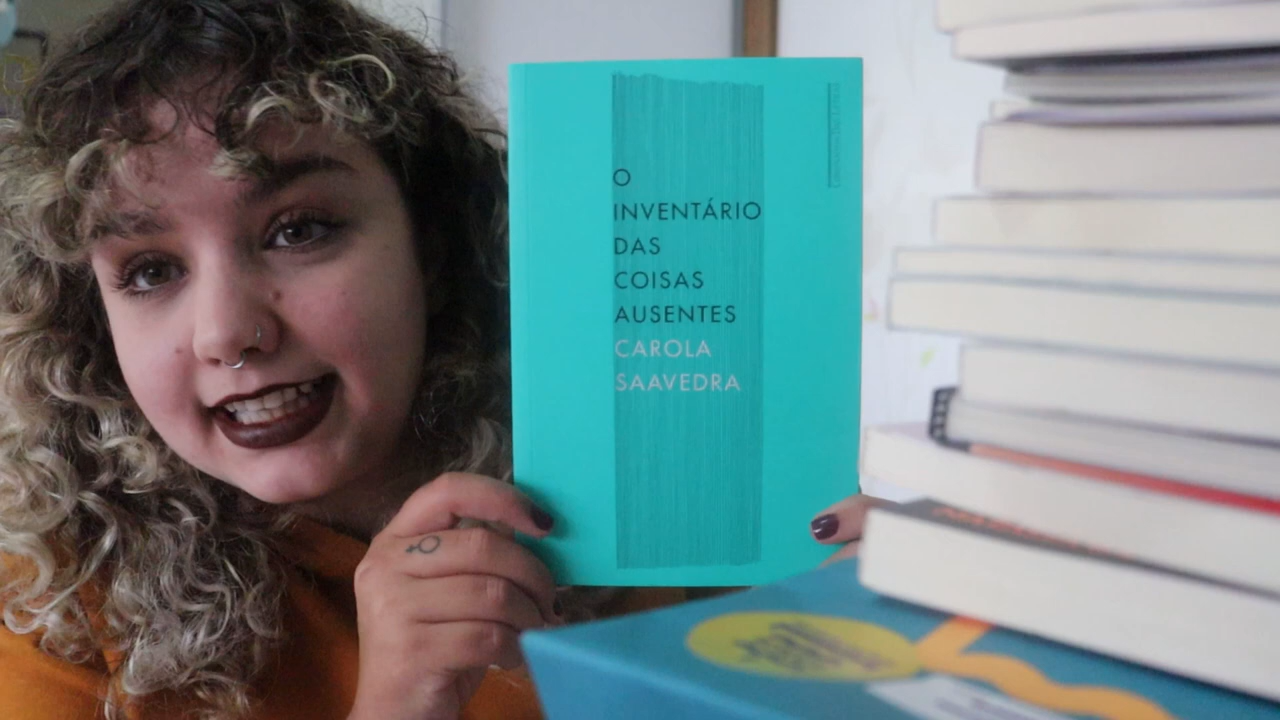 O
INVENTÁRIO
DAS
COISAS
AUSENTES
CAROLA
SAAVEDRA